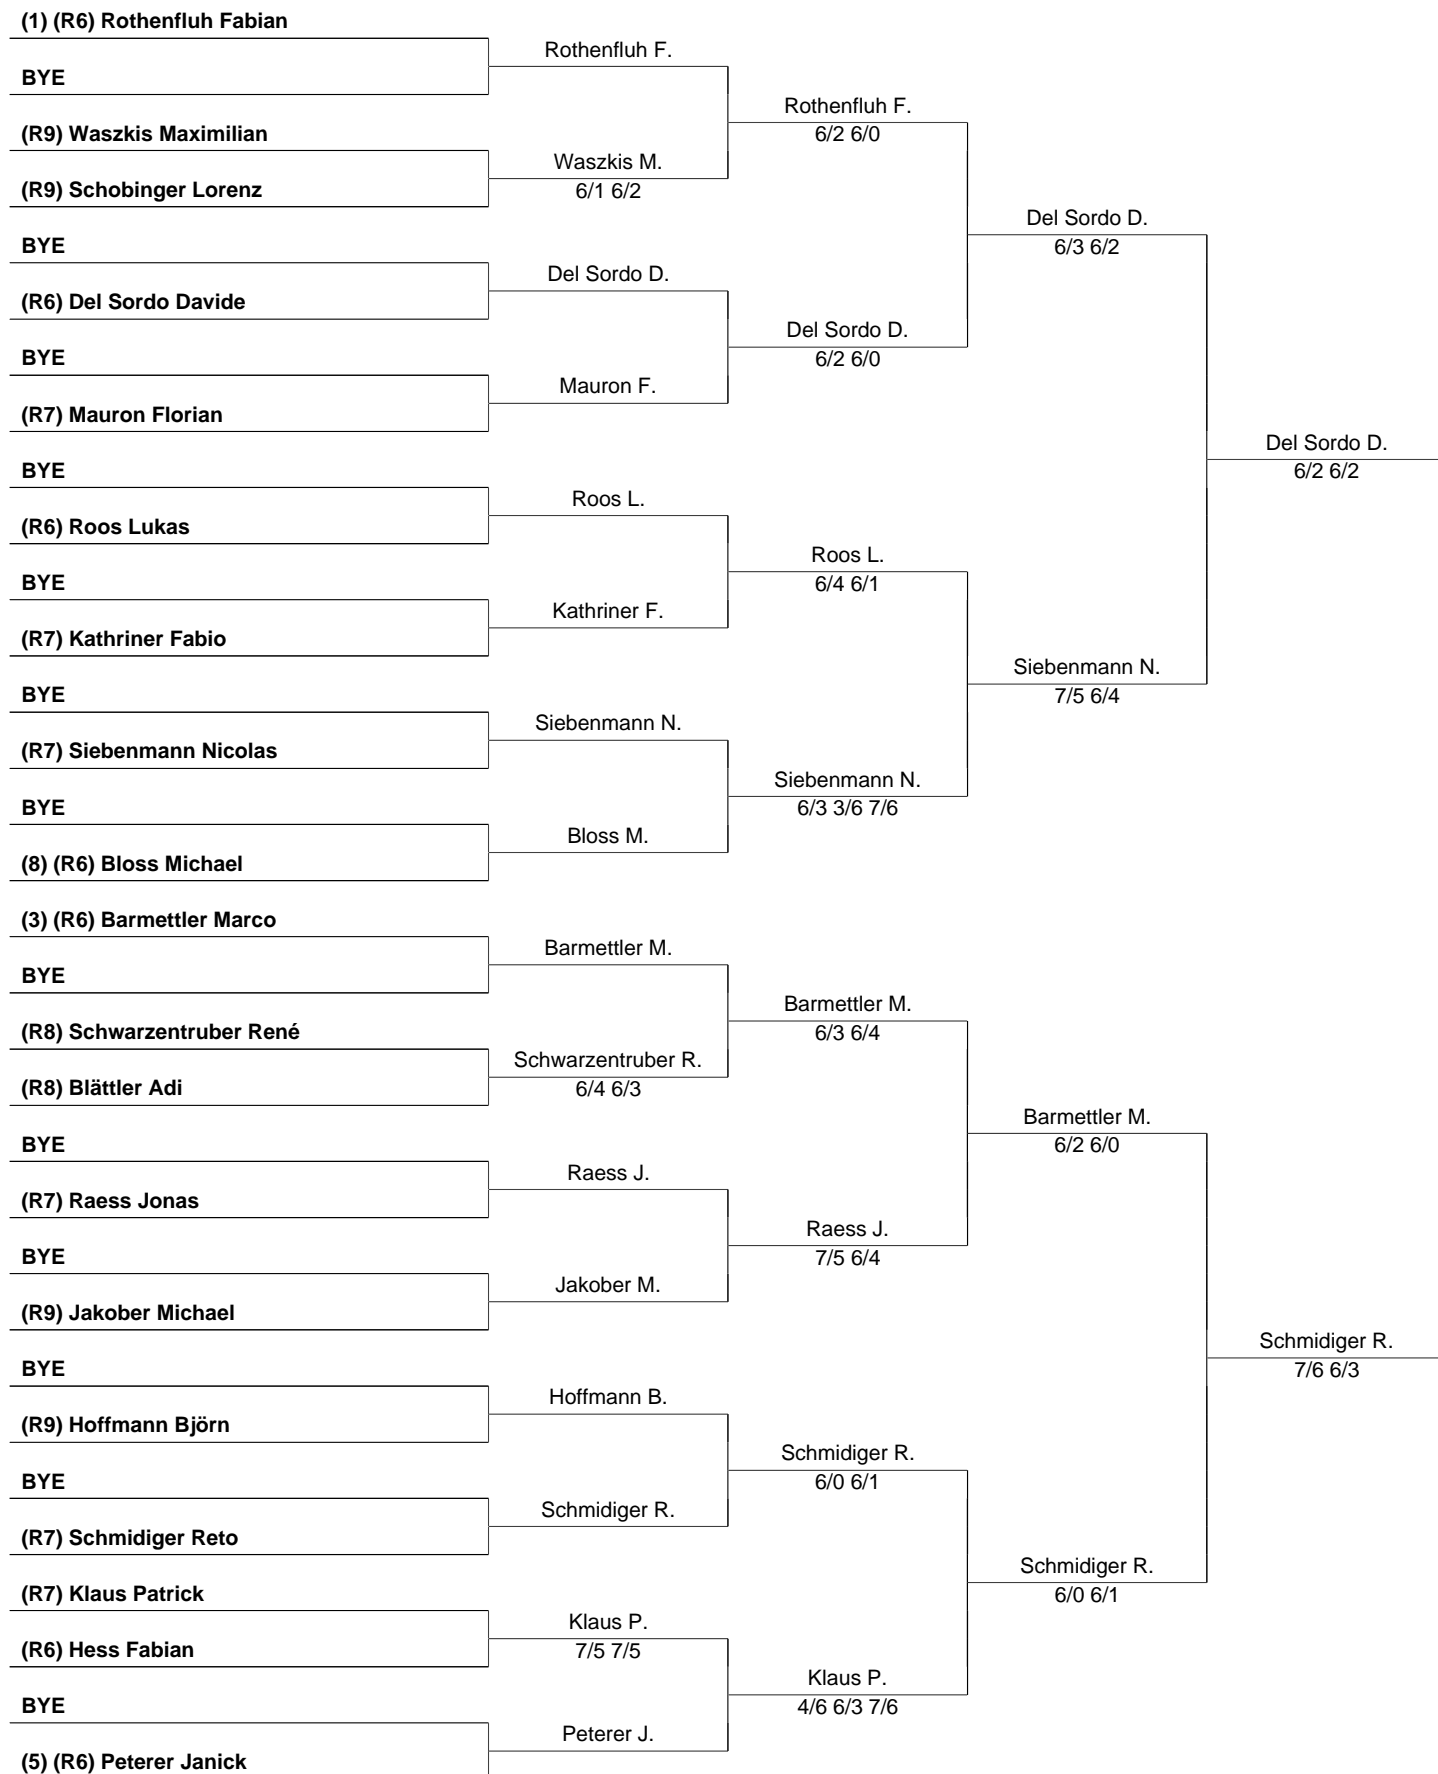 (1) (R6) Rothenfluh Fabian
BYE
(R9) Waszkis Maximilian
(R9) Schobinger Lorenz
BYE
(R6) Del Sordo Davide
BYE
(R7) Mauron Florian
BYE
(R6) Roos Lukas
BYE
(R7) Kathriner Fabio
BYE
(R7) Siebenmann Nicolas
BYE
(8) (R6) Bloss Michael
(3) (R6) Barmettler Marco
BYE
(R8) Schwarzentruber René
(R8) Blättler Adi
BYE
(R7) Raess Jonas
BYE
(R9) Jakober Michael
BYE
(R9) Hoffmann Björn
BYE
(R7) Schmidiger Reto
(R7) Klaus Patrick
(R6) Hess Fabian
BYE
(5) (R6) Peterer Janick
Rothenfluh F.
Waszkis M.
6/1 6/2
Del Sordo D.
Mauron F.
Roos L.
Kathriner F.
Siebenmann N.
Bloss M.
Barmettler M.
Schwarzentruber R.
6/4 6/3
Raess J.
Jakober M.
Hoffmann B.
Schmidiger R.
Klaus P.
7/5 7/5
Peterer J.
Rothenfluh F.
6/2 6/0
Del Sordo D.
6/2 6/0
Roos L.
6/4 6/1
Siebenmann N.
6/3 3/6 7/6
Barmettler M.
6/3 6/4
Raess J.
7/5 6/4
Schmidiger R.
6/0 6/1
Klaus P.
4/6 6/3 7/6
Del Sordo D.
6/3 6/2
Siebenmann N.
7/5 6/4
Barmettler M.
6/2 6/0
Schmidiger R.
6/0 6/1
Del Sordo D.
6/2 6/2
Schmidiger R.
7/6 6/3